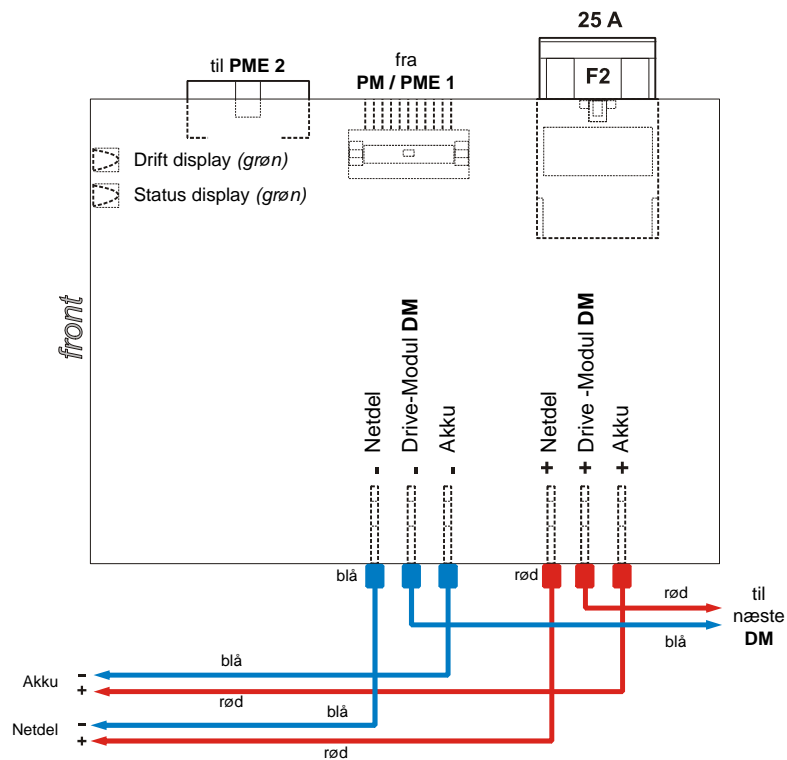 25 A
til PME 2
fra
PM / PME 1
F2
Drift display (grøn)
Status display (grøn)
front
- Netdel
- Drive-Modul DM
- Akku
+ Netdel
+ Drive -Modul DM
+ Akku
blå
rød
rød
blå
til
næste
DM
blå
Akku -
+
rød
blå
Netdel -
+
rød